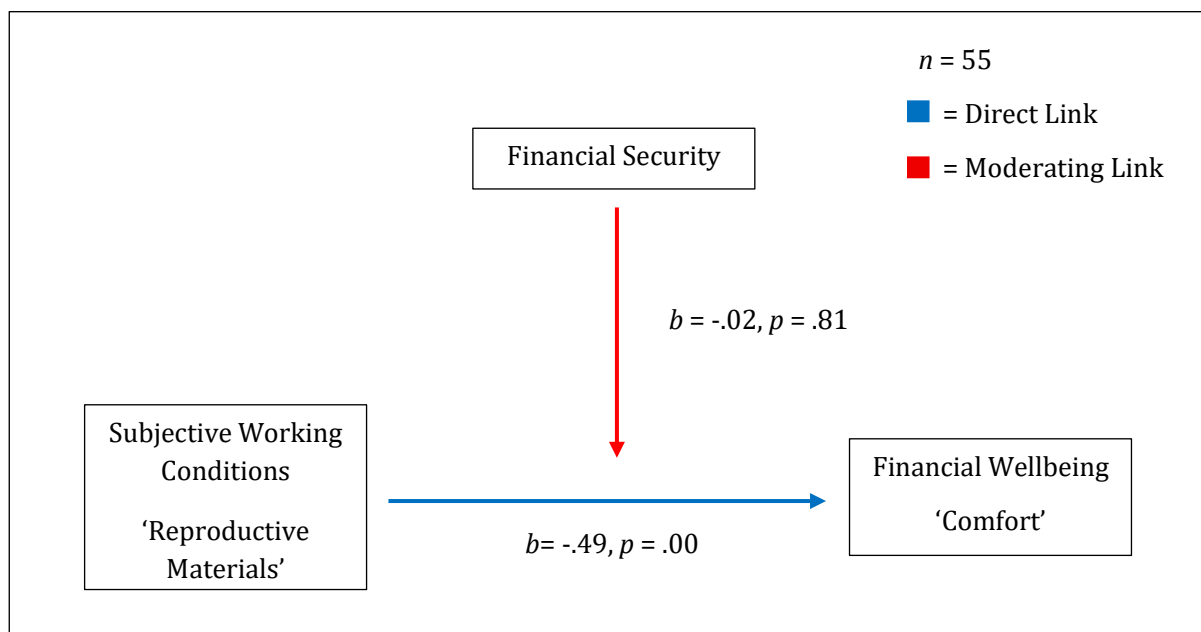 n = 55
= Direct Link
= Moderating Link
Financial Security
b = -.02, p = .81
Subjective Working
Conditions
‘Reproductive
Materials’
b= -.49, p = .00
Financial Wellbeing
‘Comfort’